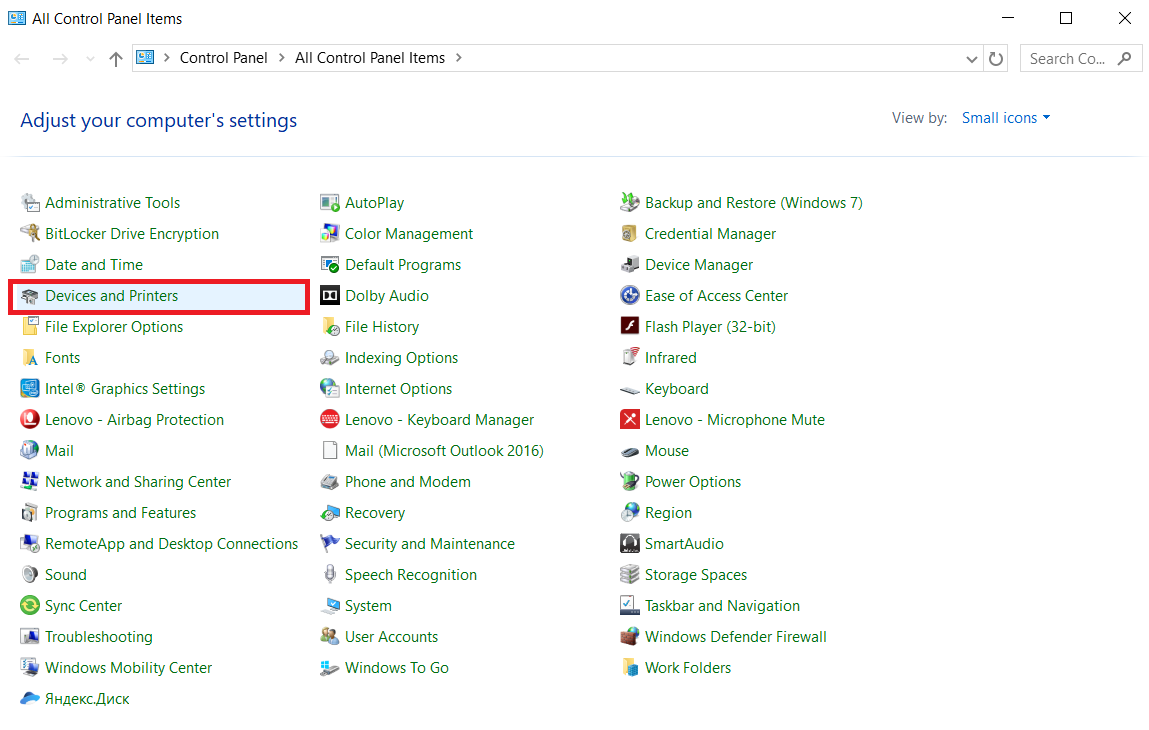 All Control Panel Items
Control Panel > All Control Panel Items >
Search Co...
Adjust your computer's settings
View by: Small icons
Administrative Tools
AutoPlay
Backup and Restore (Windows 7)
BitLocker Drive Encryption
Color Management
Credential Manager
Date and Time
Default Programs
Device Manager
Devices and Printers
Dolby Audio
Ease of Access Center
File Explorer Options
File History
Flash Player (32-bit)
Fonts
Indexing Options
Infrared
Intel® Graphics Settings
Internet Options
Keyboard
Lenovo - Airbag Protection
Lenovo - Keyboard Manager
Lenovo - Microphone Mute
Mail
Mail (Microsoft Outlook 2016)
Mouse
Network and Sharing Center
Phone and Modem
Power Options
Programs and Features
Recovery
Region
RemoteApp and Desktop Connections
Security and Maintenance
SmartAudio
Sound
Speech Recognition
Storage Spaces
Sync Center
System
Taskbar and Navigation
Troubleshooting
User Accounts
Windows Defender Firewall
Windows Mobility Center
Windows To Go
Work Folders
Яндекс.Диск